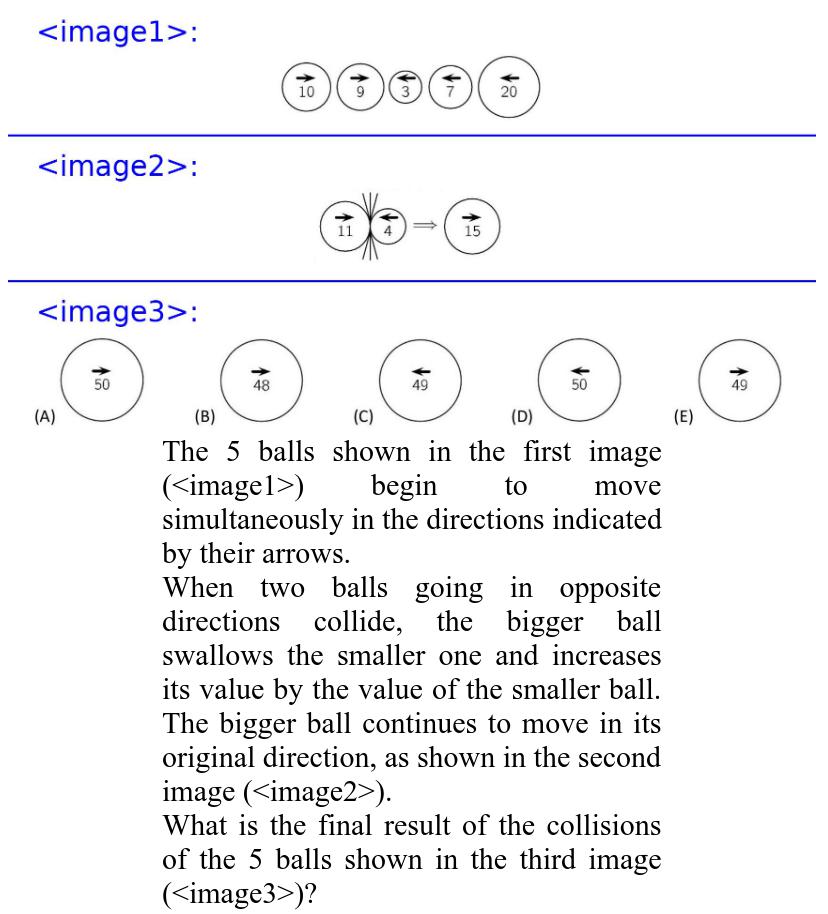 <image1>:
10 9 3 7 20
<image2>:
11 4 15
<image3>:
50 48 49 50 49
(A) (B) (C) (D) (E)
The 5 balls shown in the first image
(<image1>) begin to move
simultaneously in the directions indicated
by their arrows.
When two balls going in opposite
directions collide, the bigger ball
swallows the smaller one and increases
its value by the value of the smaller ball.
The bigger ball continues to move in its
original direction, as shown in the second
image (<image2>).
What is the final result of the collisions
of the 5 balls shown in the third image
(<image3>)?